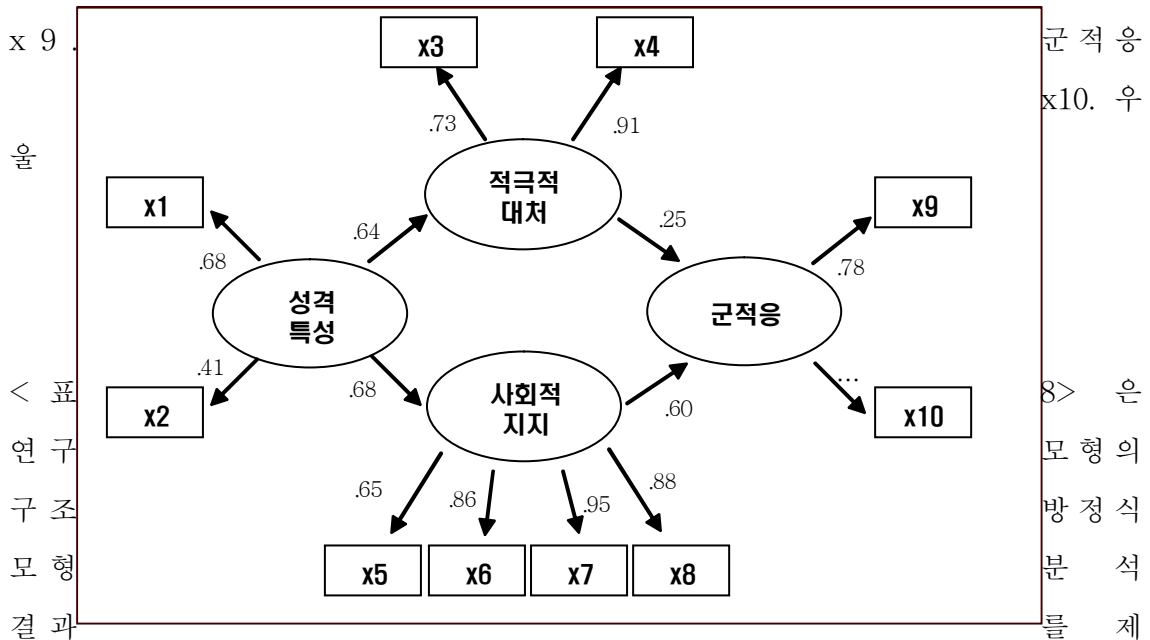 x 9 . 군 적 응
x3 x4
x10. 우
.73 .91
울
적극적
대처
x1 x9
.64 .25
.68 .78
성격
특성
군적응
.41 .68 ...
< 표 8> 은
사회적
지지
x2 .60 x10
연 구 모 형 의
.65 .86 .95 .88
구 조 방 정 식
x5 x6 x7 x8
모 형 분 석
결 과 를 제